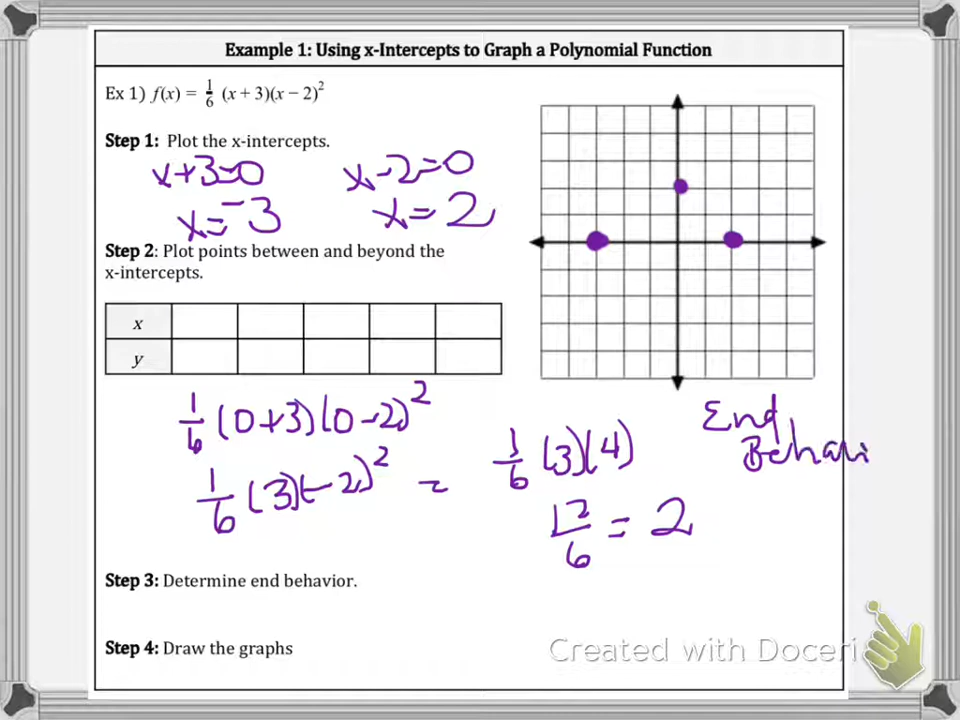 Example 1: Using x-Intercepts to Graph a Polynomial Function
Ex 1) f(x) = 1/6 (x + 3)(x − 2)²
Step 1: Plot the x-intercepts.
x+3=0 x-2=0
x=-3 x=2
Step 2: Plot points between and beyond the
x-intercepts.
x
y
1/6 (0+3)(0-2)²
1/6 (3)(-2)² = 1/6 (3)(4)
12/6 = 2
End
Behavi
Step 3: Determine end behavior.
Step 4: Draw the graphs
Created with Doceri